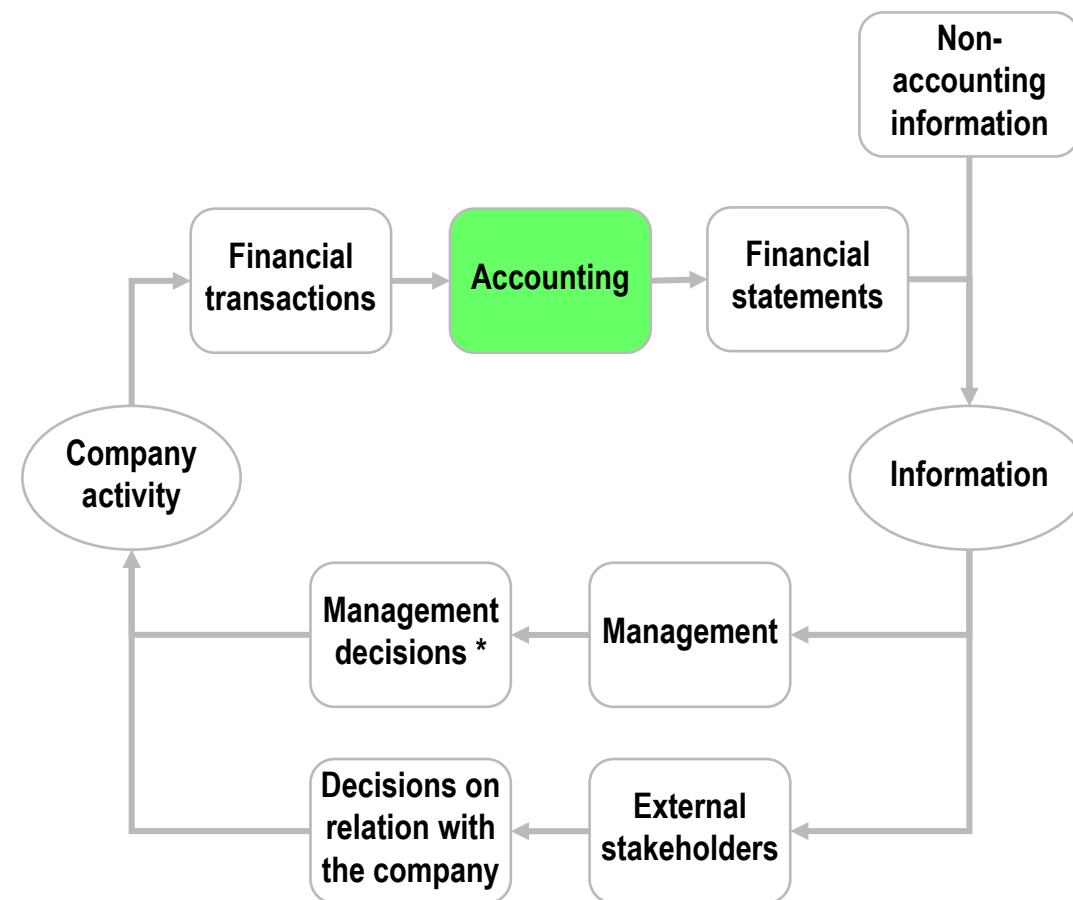 Non-
accounting
information
Financial
transactions
Accounting
Financial
statements
Company
activity
Information
Management
decisions *
Management
Decisions on
relation with
the company
External
stakeholders